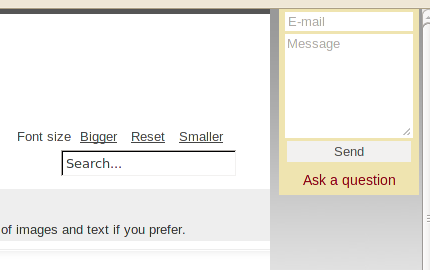 E-mail
Message
Font size Bigger Reset Smaller
Send
Search...
Ask a question
of images and text if you prefer.